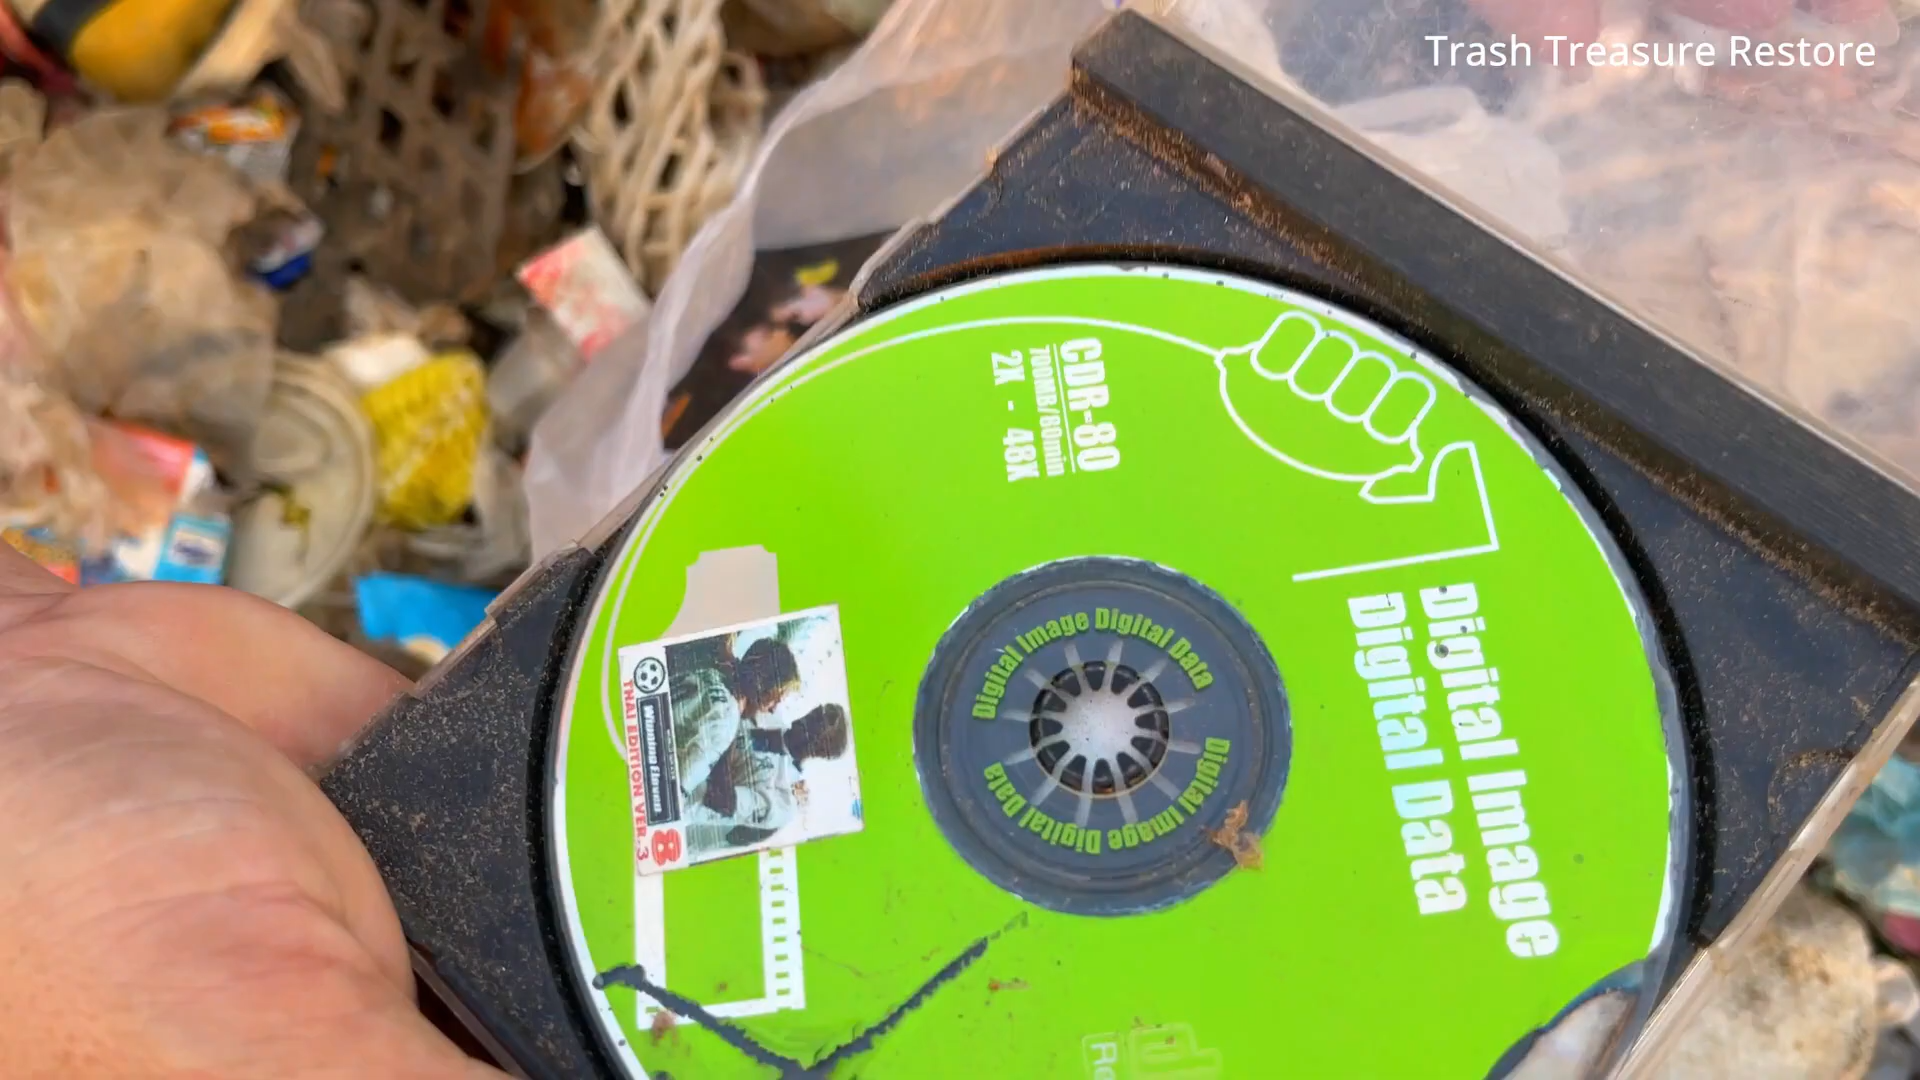 Trash Treasure Restore
CDR-80
700MB/80min
2X - 48X
Digital Image
Digital Data
Digital Image Digital Data
Digital Image Digital Data
Winning Eleven
8
THAI EDITION VER.3